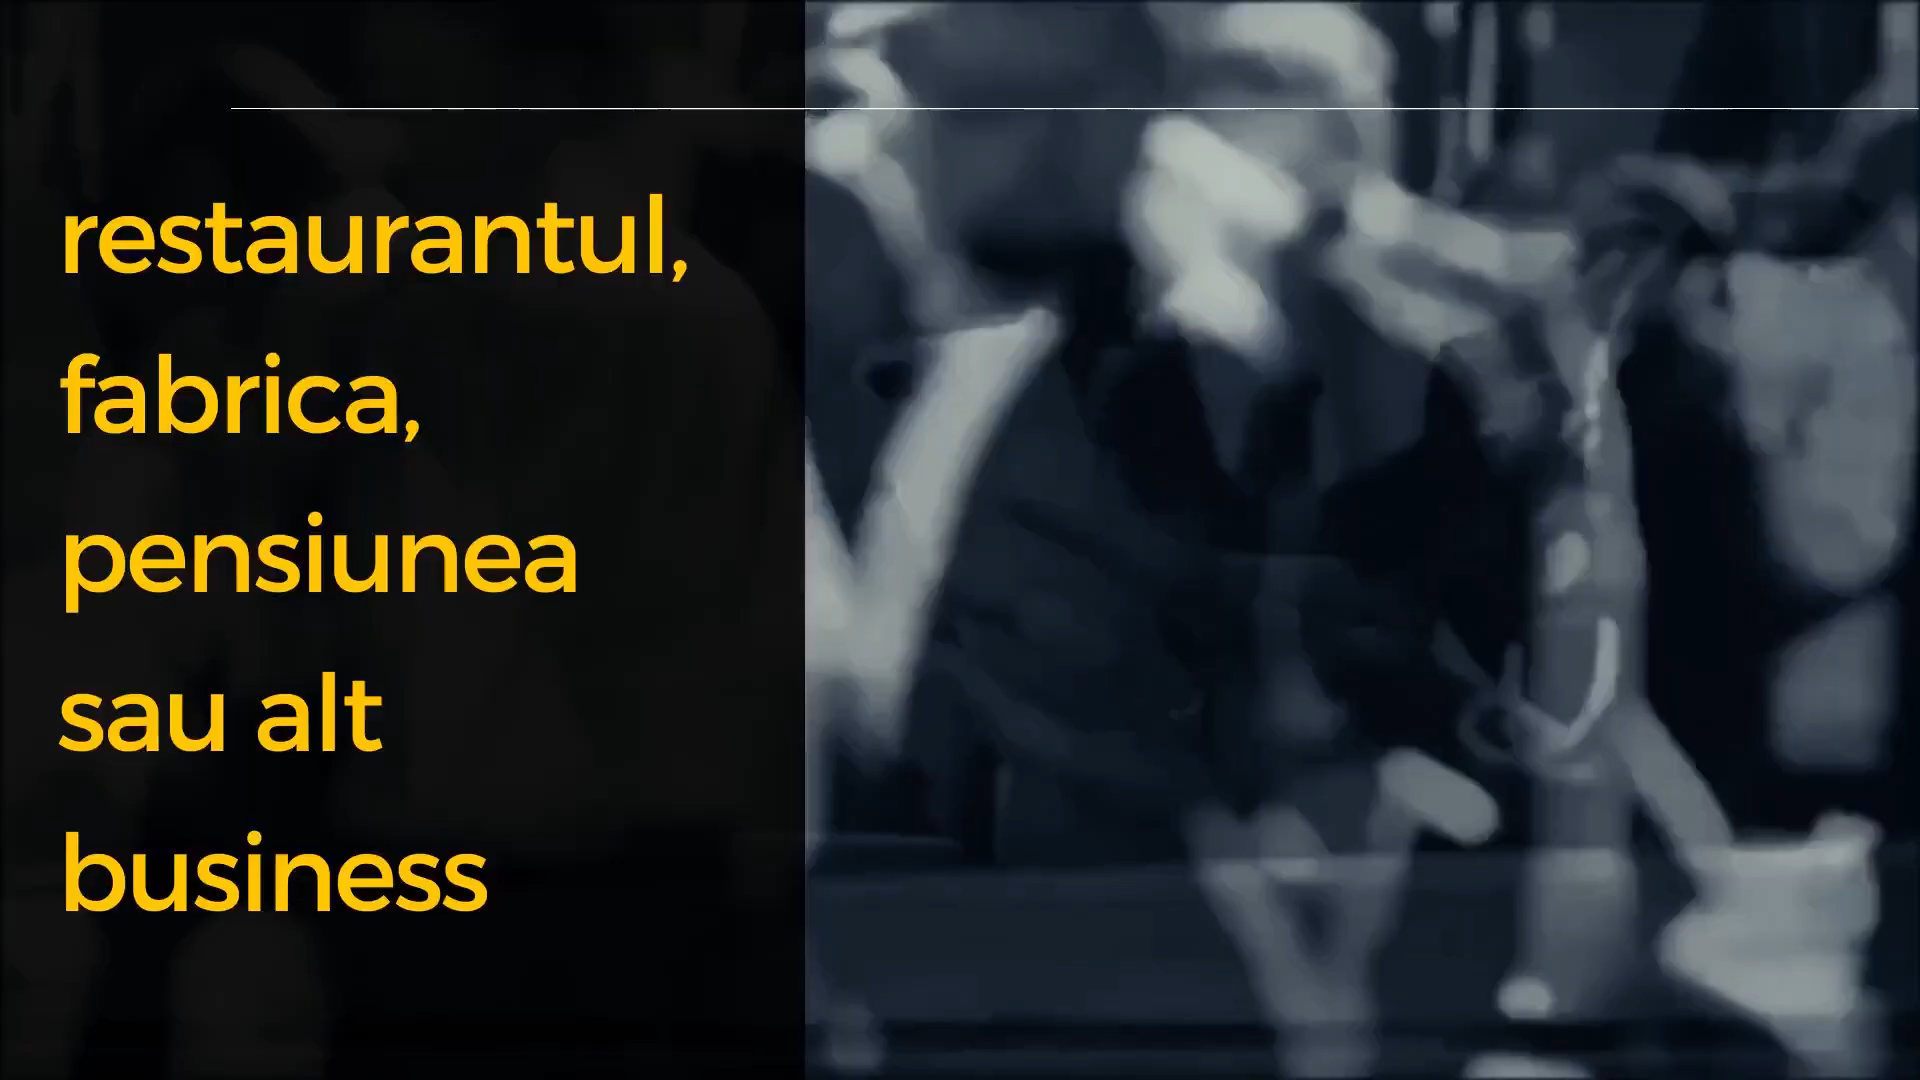 restaurantul,
fabrica,
pensiunea
sau alt
business